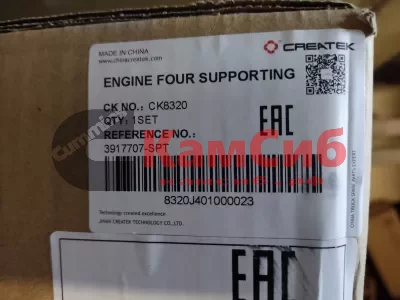 MADE IN CHINA
www.chinacreatek.com
CREATEK
ENGINE FOUR SUPPORTING
CK NO.: CK8320
QTY: 1SET
REFERENCE NO.:
3917707-SPT
EAC
Cummins
КамСиб
8320J401000023
Technology created excellence
JINAN CREATEK TECHNOLOGY CO.,LTD.
EAC